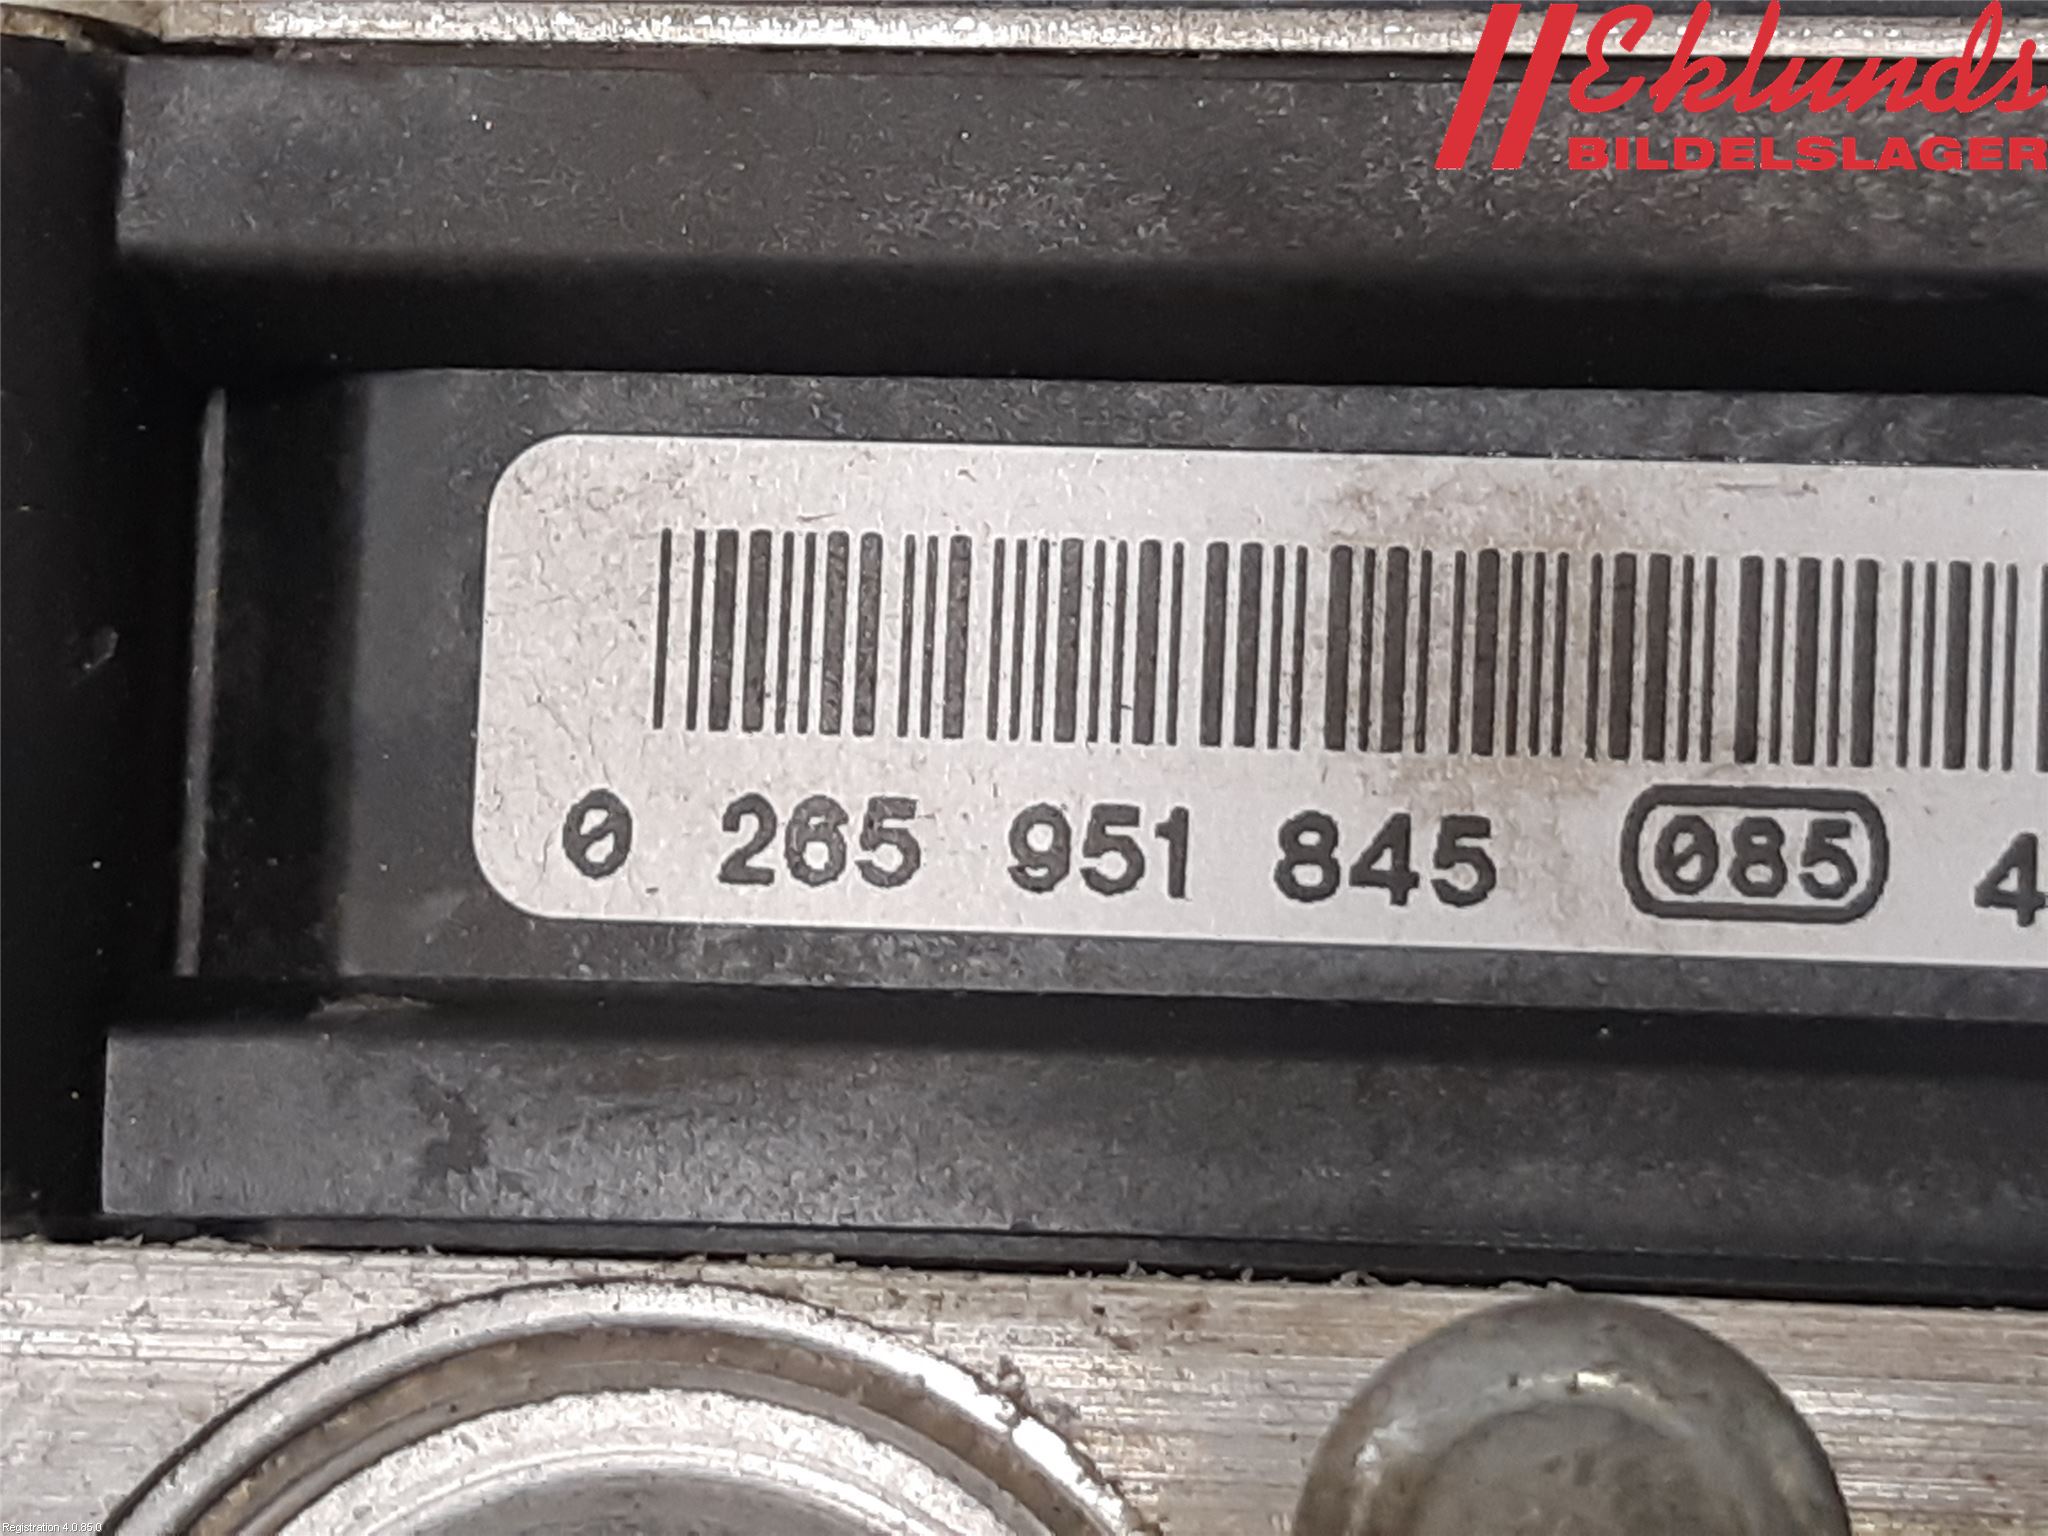 Eklunds
BILDELSLAGER
0 265 951 845 085 4
Registration 4.0.85.0